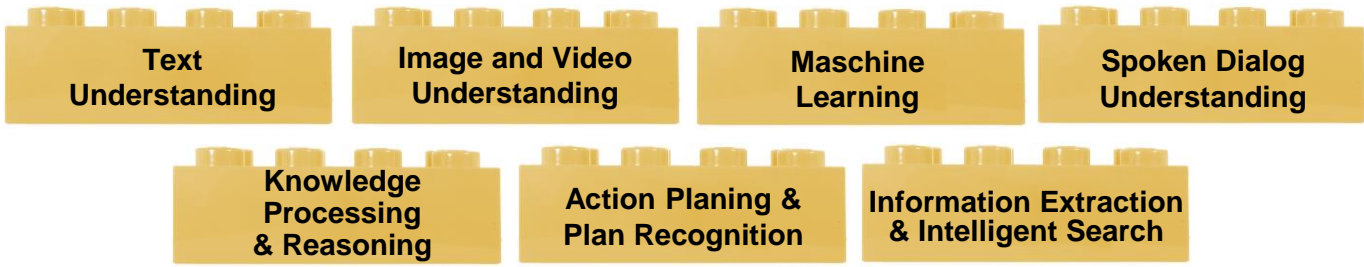 Text
Understanding
Image and Video
Understanding
Maschine
Learning
Spoken Dialog
Understanding
Knowledge
Processing
& Reasoning
Action Planing &
Plan Recognition
Information Extraction
& Intelligent Search